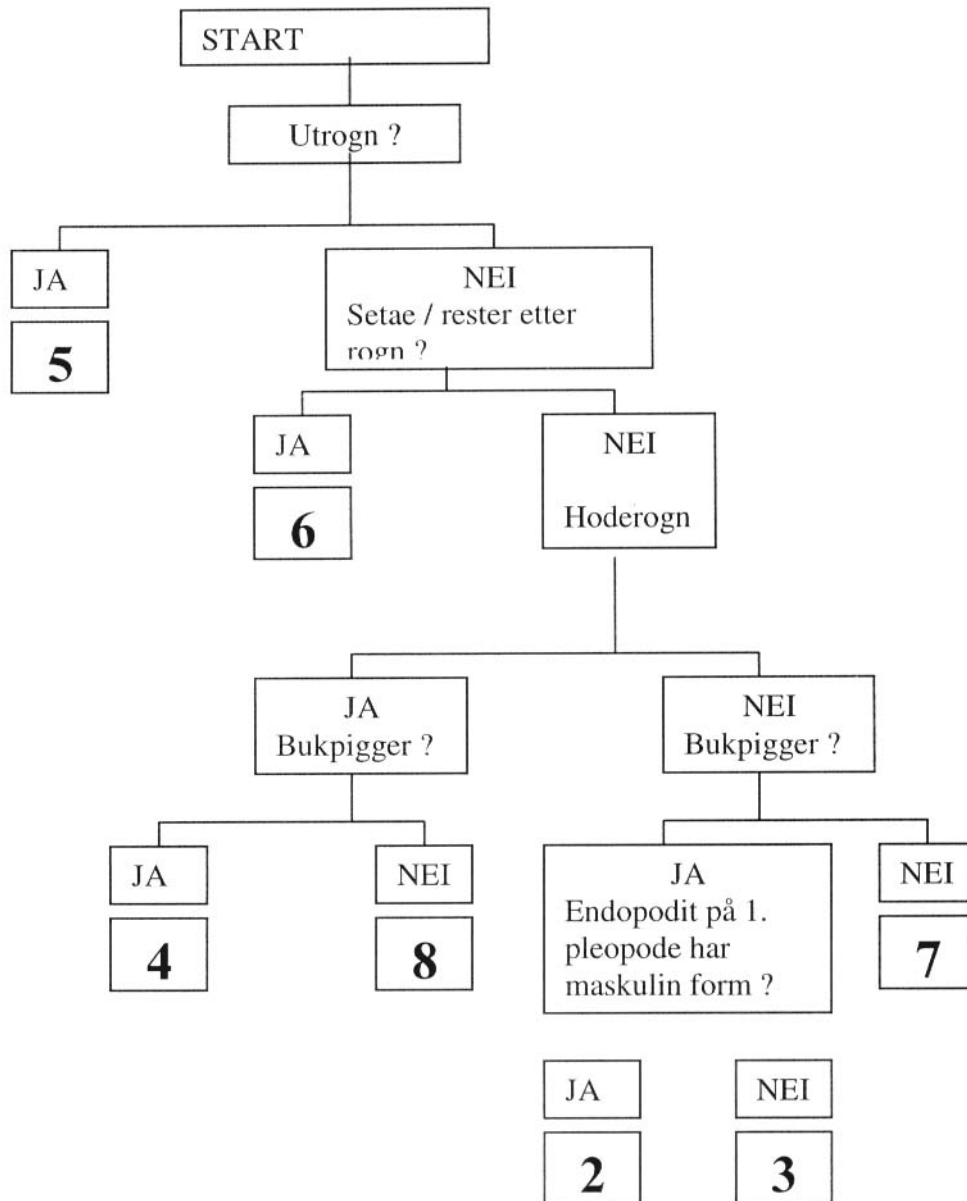 START
Utrogn ?
JA
5
NEI
Setae / rester etter
rogn ?
JA
6
NEI
Hoderogn
JA
Bukpigger ?
NEI
Bukpigger ?
JA
4
NEI
8
JA
Endopodit på 1.
pleopode har
maskulin form ?
NEI
7
JA
2
NEI
3